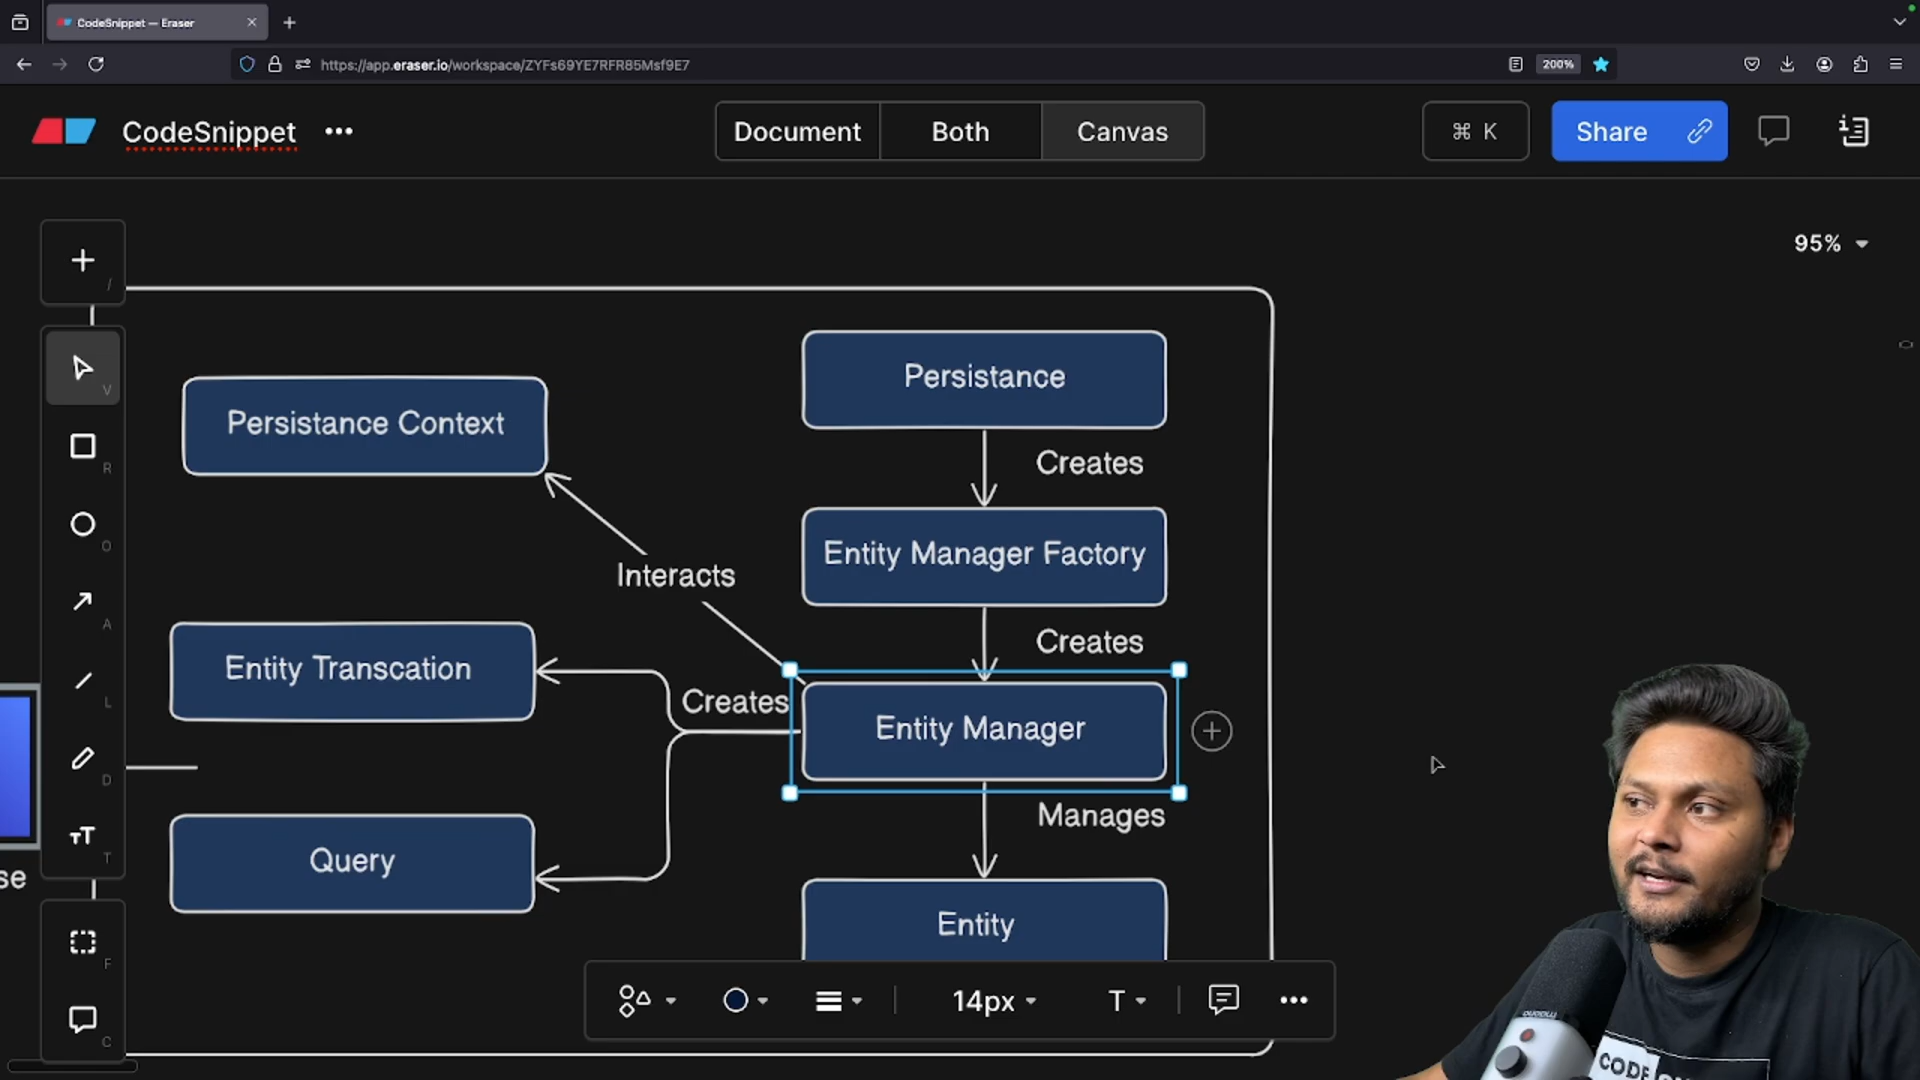 CodeSnippet — Eraser
https://app.eraser.io/workspace/ZYFs69YE7RFR85Msf9E7
200%
CodeSnippet
Document
Both
Canvas
⌘ K
Share
95%
/
V
R
O
A
L
D
T
F
C
Persistance
Persistance Context
Creates
Entity Manager Factory
Interacts
Creates
Entity Transcation
Creates
Entity Manager
Manages
Query
se
Entity
14px
T
CODE